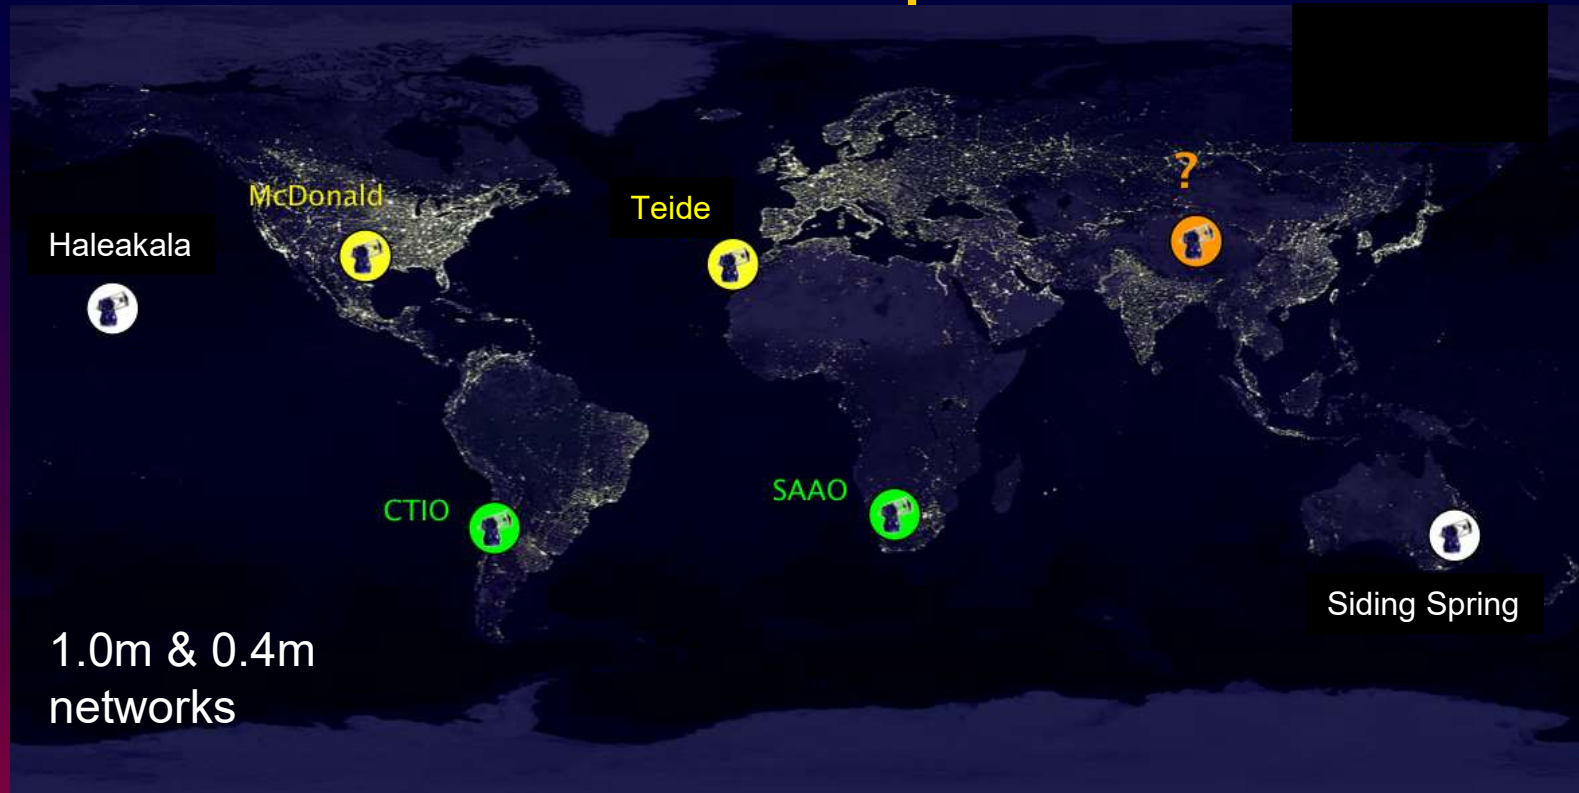 ?
McDonald
Teide
Haleakala
SAAO
CTIO
Siding Spring
1.0m & 0.4m
networks